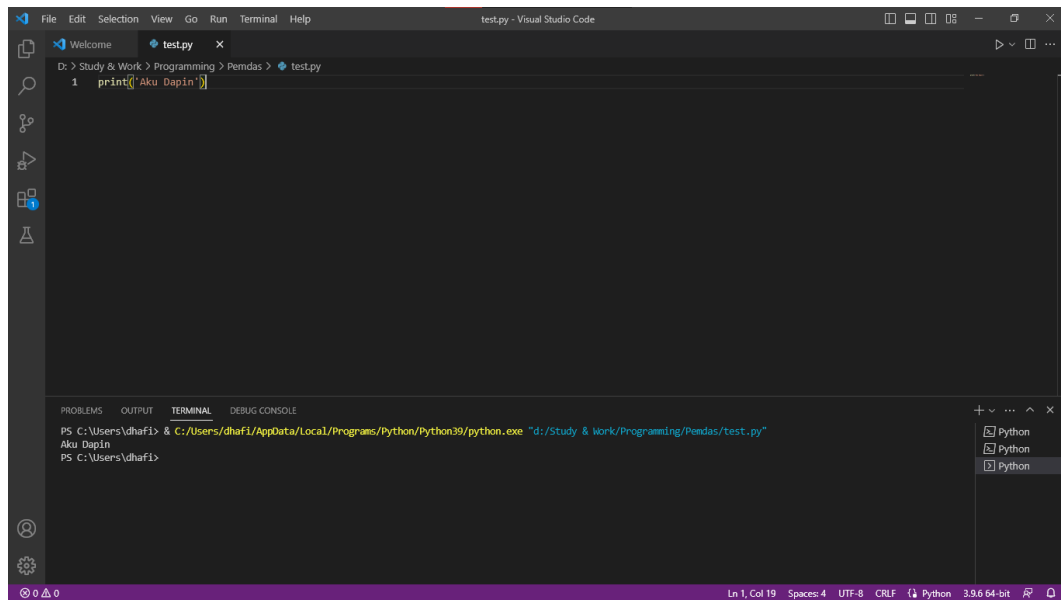 File Edit Selection View Go Run Terminal Help
test.py - Visual Studio Code
Welcome
test.py
D: > Study & Work > Programming > Pemdas > test.py
1 print('Aku Dapin')
1
PROBLEMS OUTPUT TERMINAL DEBUG CONSOLE
PS C:\Users\dhafi> & C:/Users/dhafi/AppData/Local/Programs/Python/Python39/python.exe "d:/Study & Work/Programming/Pemdas/test.py"
Aku Dapin
PS C:\Users\dhafi>
Python
Python
Python
0 0
Ln 1, Col 19 Spaces: 4 UTF-8 CRLF Python 3.9.6 64-bit